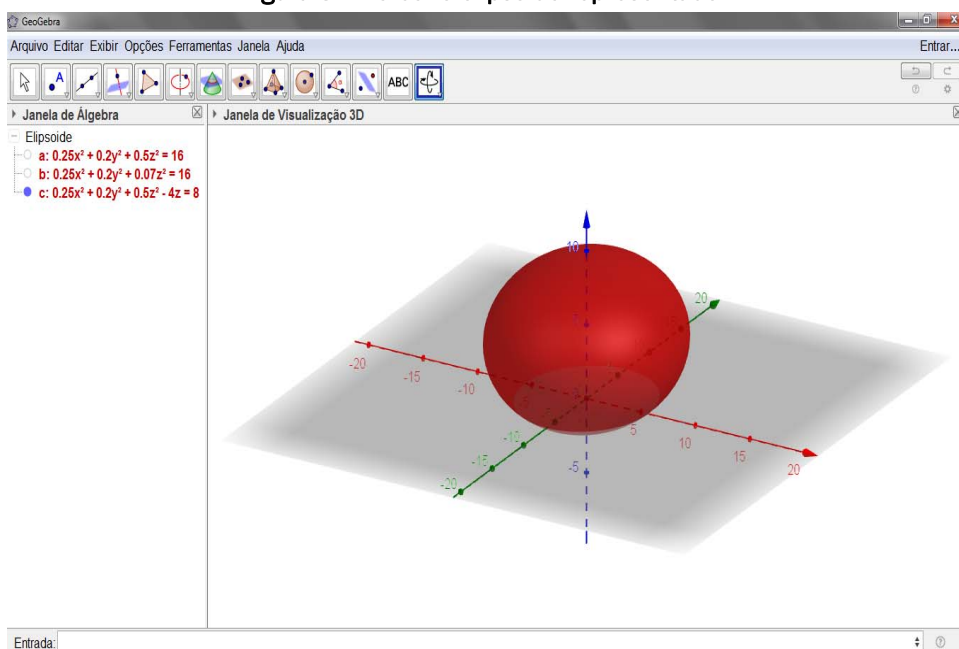 GeoGebra
Arquivo Editar Exibir Opções Ferramentas Janela Ajuda
Entrar...
ABC
Janela de Álgebra
Janela de Visualização 3D
Elipsoide
a: 0.25x² + 0.2y² + 0.5z² = 16
b: 0.25x² + 0.2y² + 0.07z² = 16
c: 0.25x² + 0.2y² + 0.5z² - 4z = 8
10
20
-20
-15
-10
5
10
15
20
-10
-15
-20
-5
Entrada: